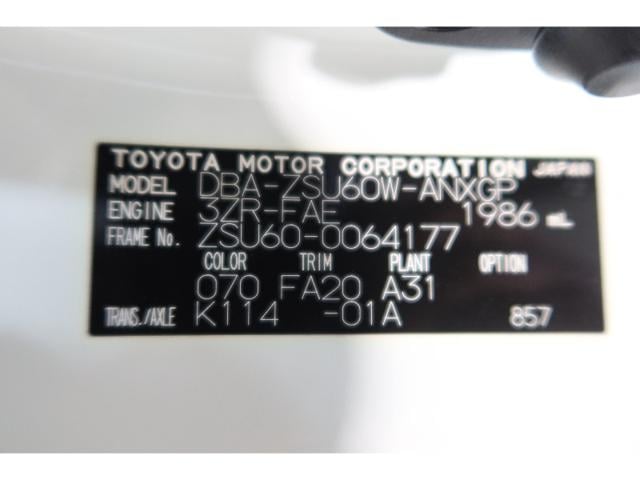 TOYOTA MOTOR CORPORATION JAPAN
MODEL DBA-ZSU60W-ANXGP
ENGINE 3ZR-FAE 1986 mL
FRAME No. ZSU60-0064177
COLOR TRIM PLANT OPTION
070 FA20 A31
TRANS./AXLE K114 -01A 857